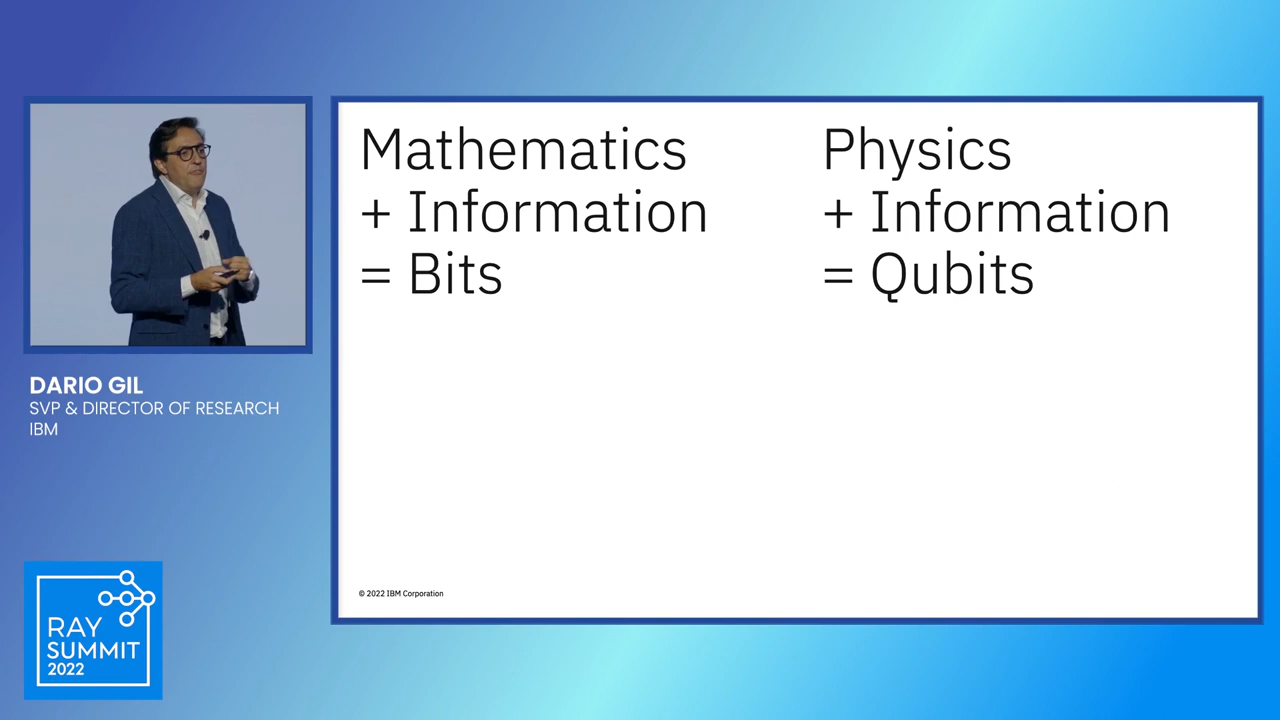 Mathematics
+ Information
= Bits
Physics
+ Information
= Qubits
© 2022 IBM Corporation
DARIO GIL
SVP & DIRECTOR OF RESEARCH
IBM
RAY
SUMMIT
2022